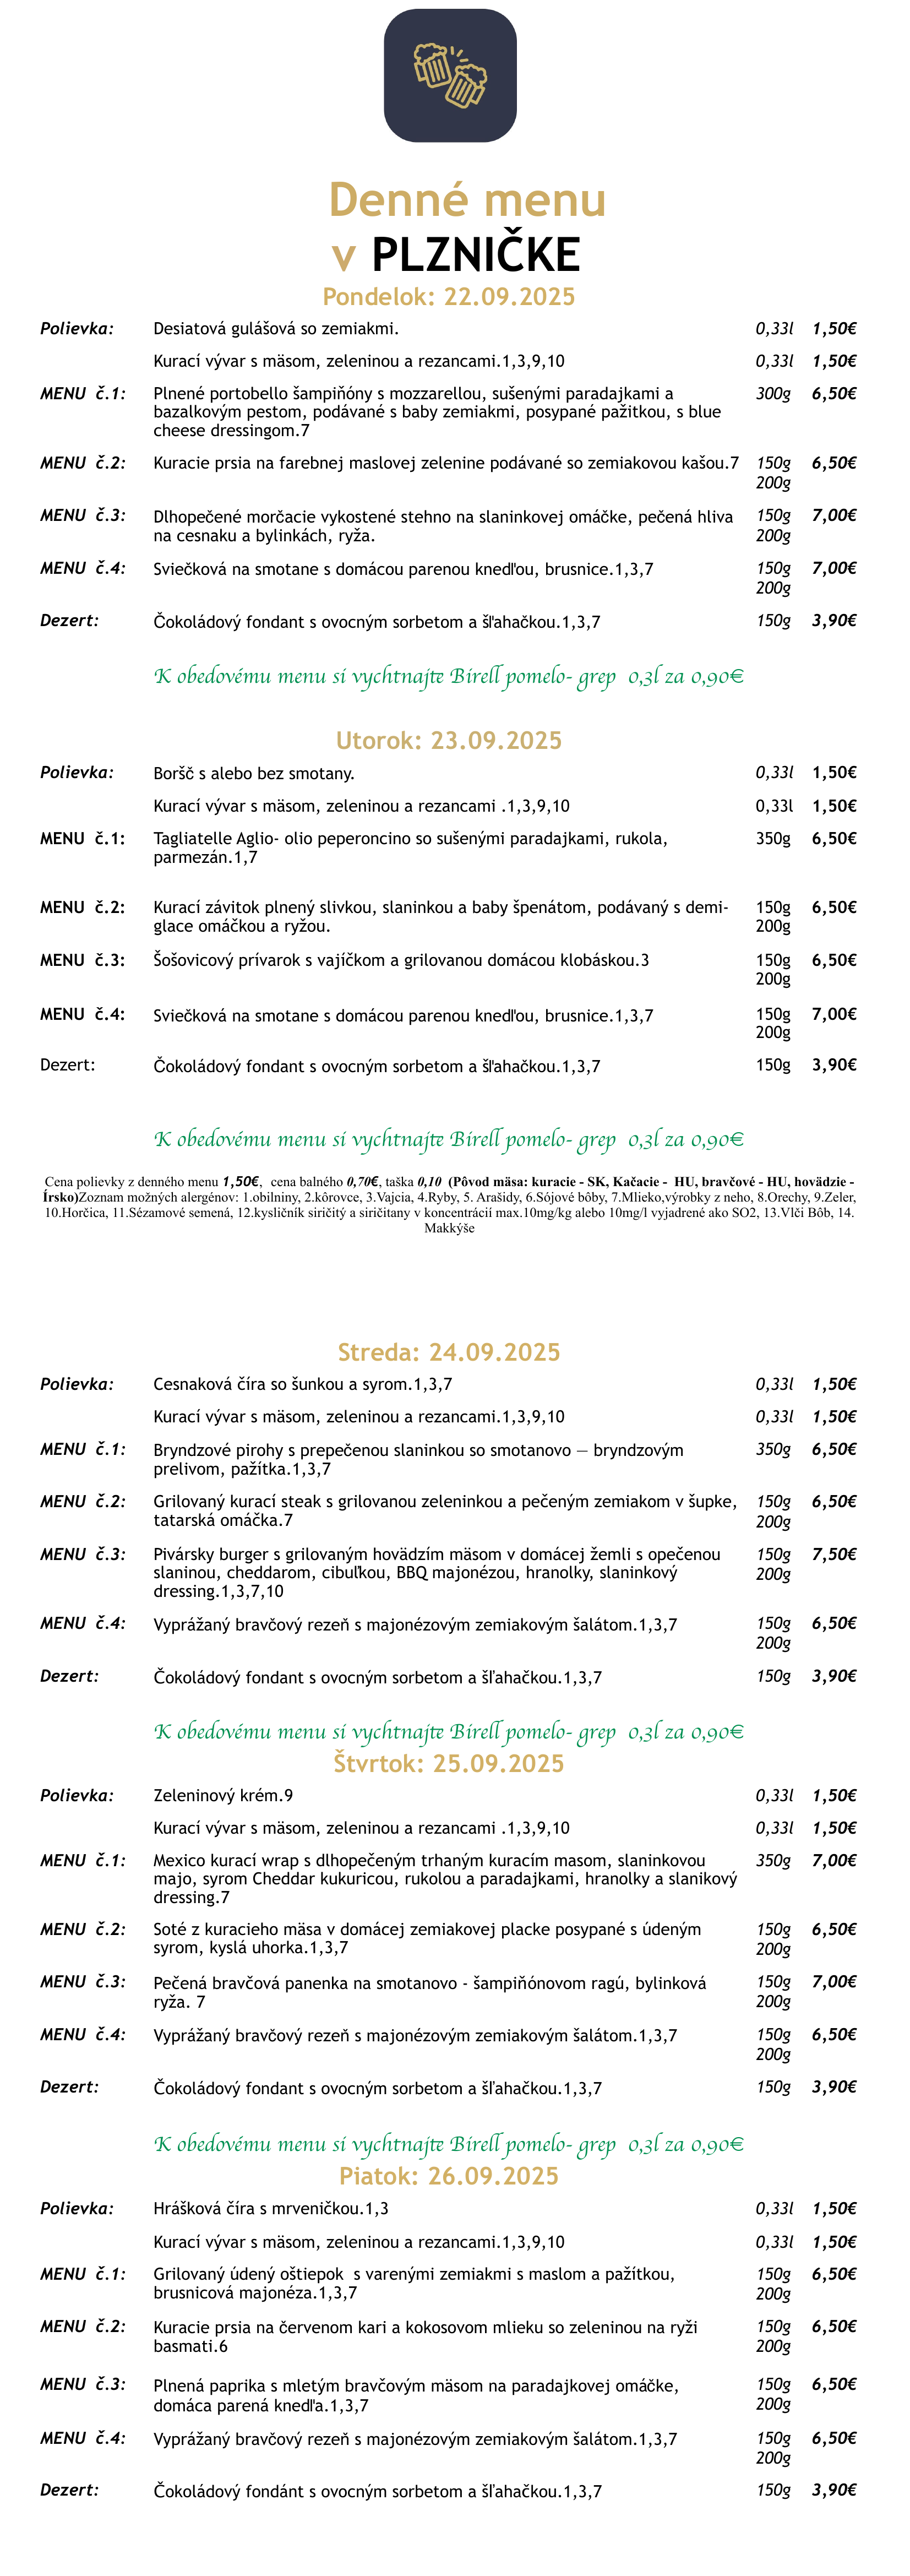 Denné menu
v PLZNIČKE
Pondelok: 22.09.2025
Polievka: Desiatová gulášová so zemiakmi. 0,33l 1,50€
Kurací vývar s mäsom, zeleninou a rezancami.1,3,9,10 0,33l 1,50€
MENU č.1: Plnené portobello šampiňóny s mozzarellou, sušenými paradajkami a 300g 6,50€
bazalkovým pestom, podávané s baby zemiakmi, posypané pažitkou, s blue
cheese dressingom.7
MENU č.2: Kuracie prsia na farebnej maslovej zelenine podávané so zemiakovou kašou.7 150g 6,50€
200g
MENU č.3: Dlhopečené morčacie vykostené stehno na slaninkovej omáčke, pečená hliva 150g 7,00€
na cesnaku a bylinkách, ryža. 200g
MENU č.4: Sviečková na smotane s domácou parenou knedľou, brusnice.1,3,7 150g 7,00€
200g
Dezert: Čokoládový fondant s ovocným sorbetom a šľahačkou.1,3,7 150g 3,90€
K obedovému menu si vychtnajte Birell pomelo- grep 0,3l za 0,90€
Utorok: 23.09.2025
Polievka: Boršč s alebo bez smotany. 0,33l 1,50€
Kurací vývar s mäsom, zeleninou a rezancami .1,3,9,10 0,33l 1,50€
MENU č.1: Tagliatelle Aglio- olio peperoncino so sušenými paradajkami, rukola, 350g 6,50€
parmezán.1,7
MENU č.2: Kurací závitok plnený slivkou, slaninkou a baby špenátom, podávaný s demi- 150g 6,50€
glace omáčkou a ryžou. 200g
MENU č.3: Šošovicový prívarok s vajíčkom a grilovanou domácou klobáskou.3 150g 6,50€
200g
MENU č.4: Sviečková na smotane s domácou parenou knedľou, brusnice.1,3,7 150g 7,00€
200g
Dezert: Čokoládový fondant s ovocným sorbetom a šľahačkou.1,3,7 150g 3,90€
K obedovému menu si vychtnajte Birell pomelo- grep 0,3l za 0,90€
Cena polievky z denného menu 1,50€, cena balného 0,70€, taška 0,10 (Pôvod mäsa: kuracie - SK, Kačacie - HU, bravčové - HU, hovädzie -
Írsko)Zoznam možných alergénov: 1.obilniny, 2.kôrovce, 3.Vajcia, 4.Ryby, 5. Arašidy, 6.Sójové bôby, 7.Mlieko,výrobky z neho, 8.Orechy, 9.Zeler,
10.Horčica, 11.Sézamové semená, 12.kysličník siričitý a siričitany v koncentrácií max.10mg/kg alebo 10mg/l vyjadrené ako SO2, 13.Vlčí Bôb, 14.
Makkýše
Streda: 24.09.2025
Polievka: Cesnaková číra so šunkou a syrom.1,3,7 0,33l 1,50€
Kurací vývar s mäsom, zeleninou a rezancami.1,3,9,10 0,33l 1,50€
MENU č.1: Bryndzové pirohy s prepečenou slaninkou so smotanovo – bryndzovým 350g 6,50€
prelivom, pažítka.1,3,7
MENU č.2: Grilovaný kurací steak s grilovanou zeleninkou a pečeným zemiakom v šupke, 150g 6,50€
tatarská omáčka.7 200g
MENU č.3: Pivársky burger s grilovaným hovädzím mäsom v domácej žemli s opečenou 150g 7,50€
slaninou, cheddarom, cibuľkou, BBQ majonézou, hranolky, slaninkový 200g
dressing.1,3,7,10
MENU č.4: Vyprážaný bravčový rezeň s majonézovým zemiakovým šalátom.1,3,7 150g 6,50€
200g
Dezert: Čokoládový fondant s ovocným sorbetom a šľahačkou.1,3,7 150g 3,90€
K obedovému menu si vychtnajte Birell pomelo- grep 0,3l za 0,90€
Štvrtok: 25.09.2025
Polievka: Zeleninový krém.9 0,33l 1,50€
Kurací vývar s mäsom, zeleninou a rezancami .1,3,9,10 0,33l 1,50€
MENU č.1: Mexico kurací wrap s dlhopečeným trhaným kuracím masom, slaninkovou 350g 7,00€
majo, syrom Cheddar kukuricou, rukolou a paradajkami, hranolky a slanikový
dressing.7
MENU č.2: Soté z kuracieho mäsa v domácej zemiakovej placke posypané s údeným 150g 6,50€
syrom, kyslá uhorka.1,3,7 200g
MENU č.3: Pečená bravčová panenka na smotanovo - šampiňónovom ragú, bylinková 150g 7,00€
ryža. 7 200g
MENU č.4: Vyprážaný bravčový rezeň s majonézovým zemiakovým šalátom.1,3,7 150g 6,50€
200g
Dezert: Čokoládový fondant s ovocným sorbetom a šľahačkou.1,3,7 150g 3,90€
K obedovému menu si vychtnajte Birell pomelo- grep 0,3l za 0,90€
Piatok: 26.09.2025
Polievka: Hrášková číra s mrveničkou.1,3 0,33l 1,50€
Kurací vývar s mäsom, zeleninou a rezancami.1,3,9,10 0,33l 1,50€
MENU č.1: Grilovaný údený oštiepok s varenými zemiakmi s maslom a pažítkou, 150g 6,50€
brusnicová majonéza.1,3,7 200g
MENU č.2: Kuracie prsia na červenom kari a kokosovom mlieku so zeleninou na ryži 150g 6,50€
basmati.6 200g
MENU č.3: Plnená paprika s mletým bravčovým mäsom na paradajkovej omáčke, 150g 6,50€
domáca parená knedľa.1,3,7 200g
MENU č.4: Vyprážaný bravčový rezeň s majonézovým zemiakovým šalátom.1,3,7 150g 6,50€
200g
Dezert: Čokoládový fondánt s ovocným sorbetom a šľahačkou.1,3,7 150g 3,90€